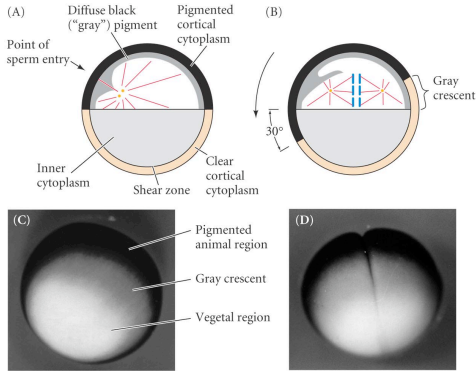 (A)
Diffuse black
("gray") pigment
Pigmented
cortical
cytoplasm
Point of
sperm entry
Inner
cytoplasm
Shear zone
Clear
cortical
cytoplasm
(B)
Gray
crescent
30°
(C)
Pigmented
animal region
Gray crescent
Vegetal region
(D)